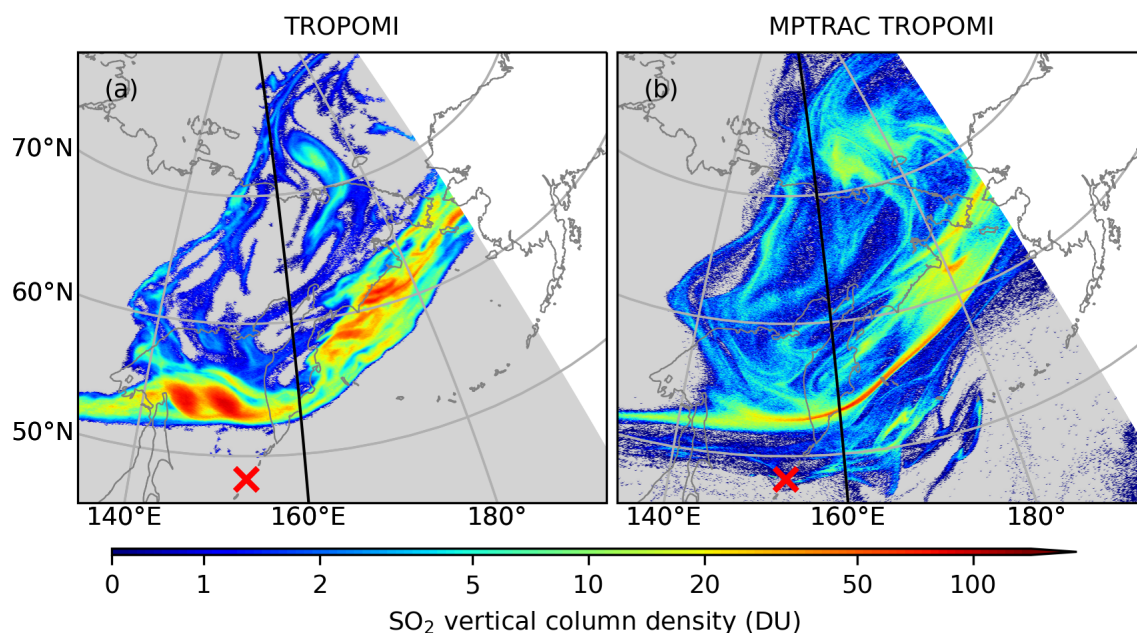 TROPOMI
MPTRAC TROPOMI
(a)
(b)
70°N
60°N
50°N
140°E
160°E
180°
140°E
160°E
180°
0 1 2 5 10 20 50 100
SO₂ vertical column density (DU)